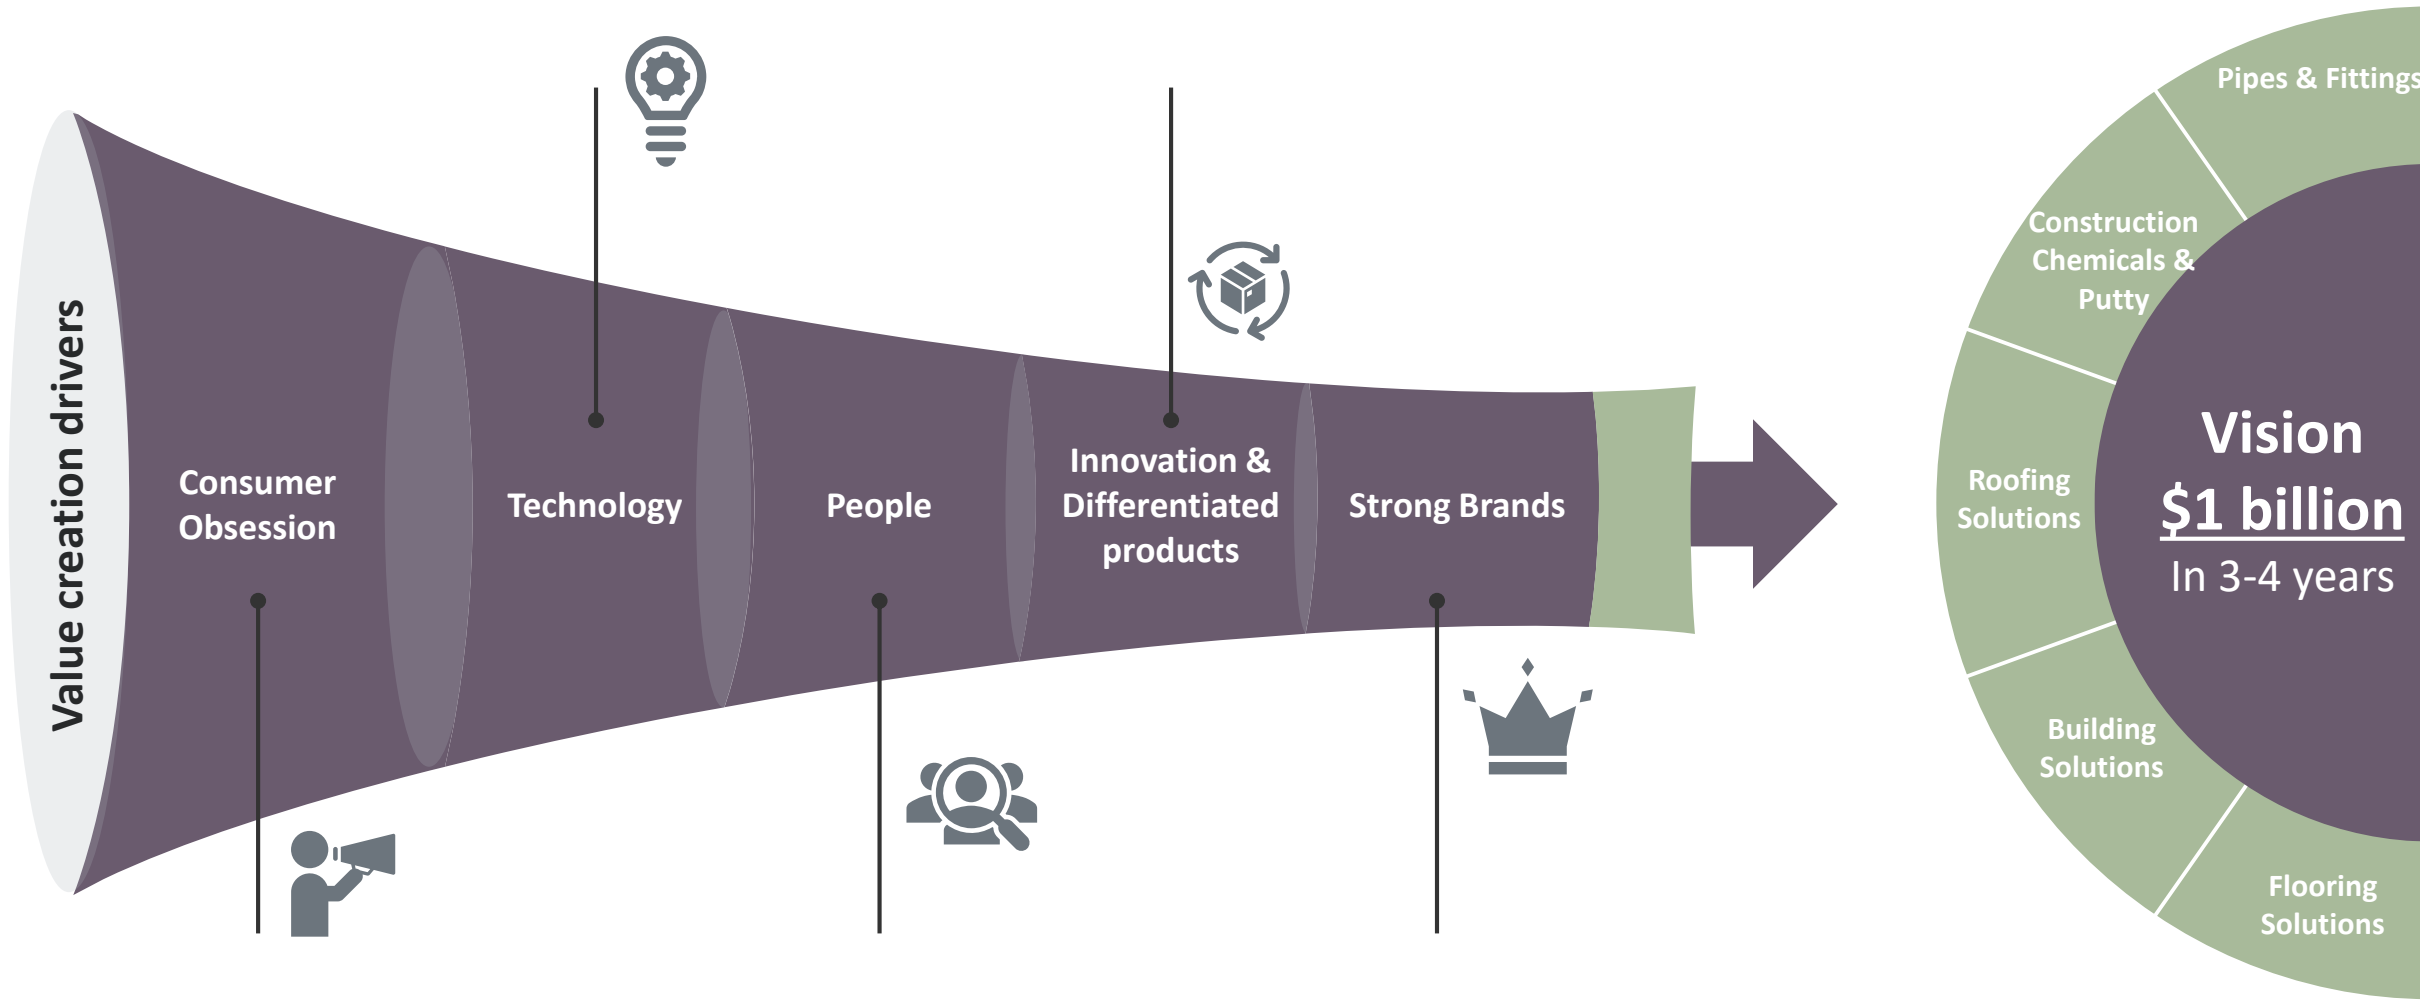 Value creation drivers
Consumer
Obsession
Technology
People
Innovation &
Differentiated
products
Strong Brands
Pipes & Fittings
Construction
Chemicals &
Putty
Roofing
Solutions
Building
Solutions
Flooring
Solutions
Vision
$1 billion
In 3-4 years